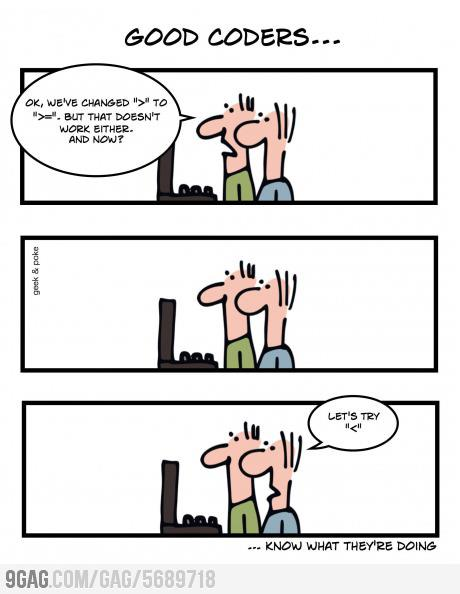 GOOD CODERS...
OK, WE'VE CHANGED ">" TO
">=". BUT THAT DOESN'T
WORK EITHER.
AND NOW?
geek & poke
LET'S TRY
"<"
... KNOW WHAT THEY'RE DOING
9GAG.COM/GAG/5689718